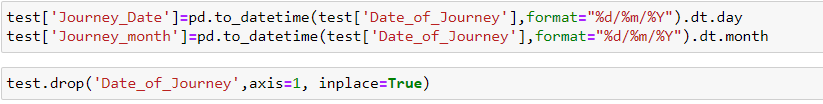 test['Journey_Date']=pd.to_datetime(test['Date_of_Journey'],format="%d/%m/%Y").dt.day
test['Journey_month']=pd.to_datetime(test['Date_of_Journey'],format="%d/%m/%Y").dt.month
test.drop('Date_of_Journey',axis=1, inplace=True)